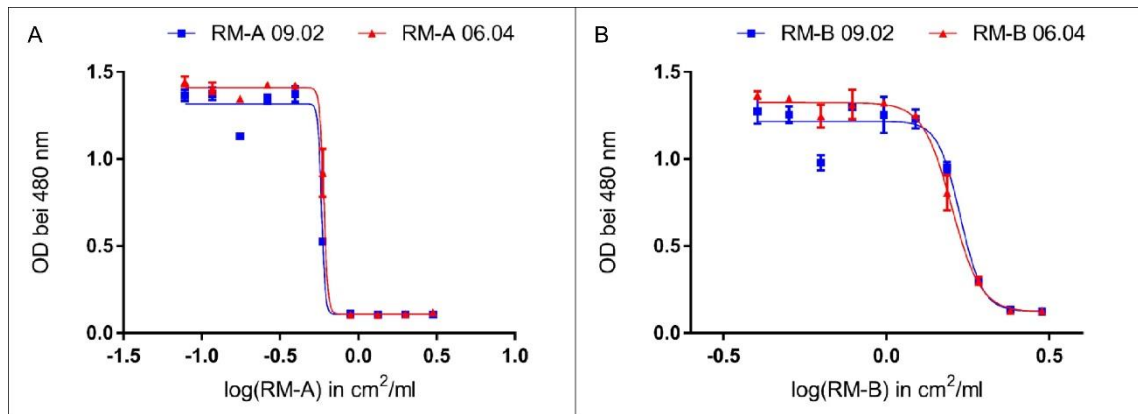 A
RM-A 09.02 RM-A 06.04
1.5
1.0
0.5
0.0
OD bei 480 nm
-1.5 -1.0 -0.5 0.0 0.5 1.0
log(RM-A) in cm²/ml
B
RM-B 09.02 RM-B 06.04
1.5
1.0
0.5
0.0
OD bei 480 nm
-0.5 0.0 0.5
log(RM-B) in cm²/ml